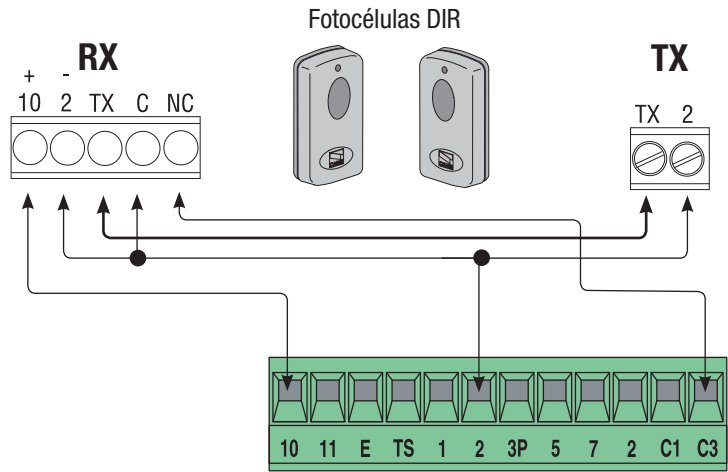 Fotocélulas DIR
RX
TX
+ -
10 2 TX C NC
TX 2
10 11 E TS 1 2 3P 5 7 2 C1 C3